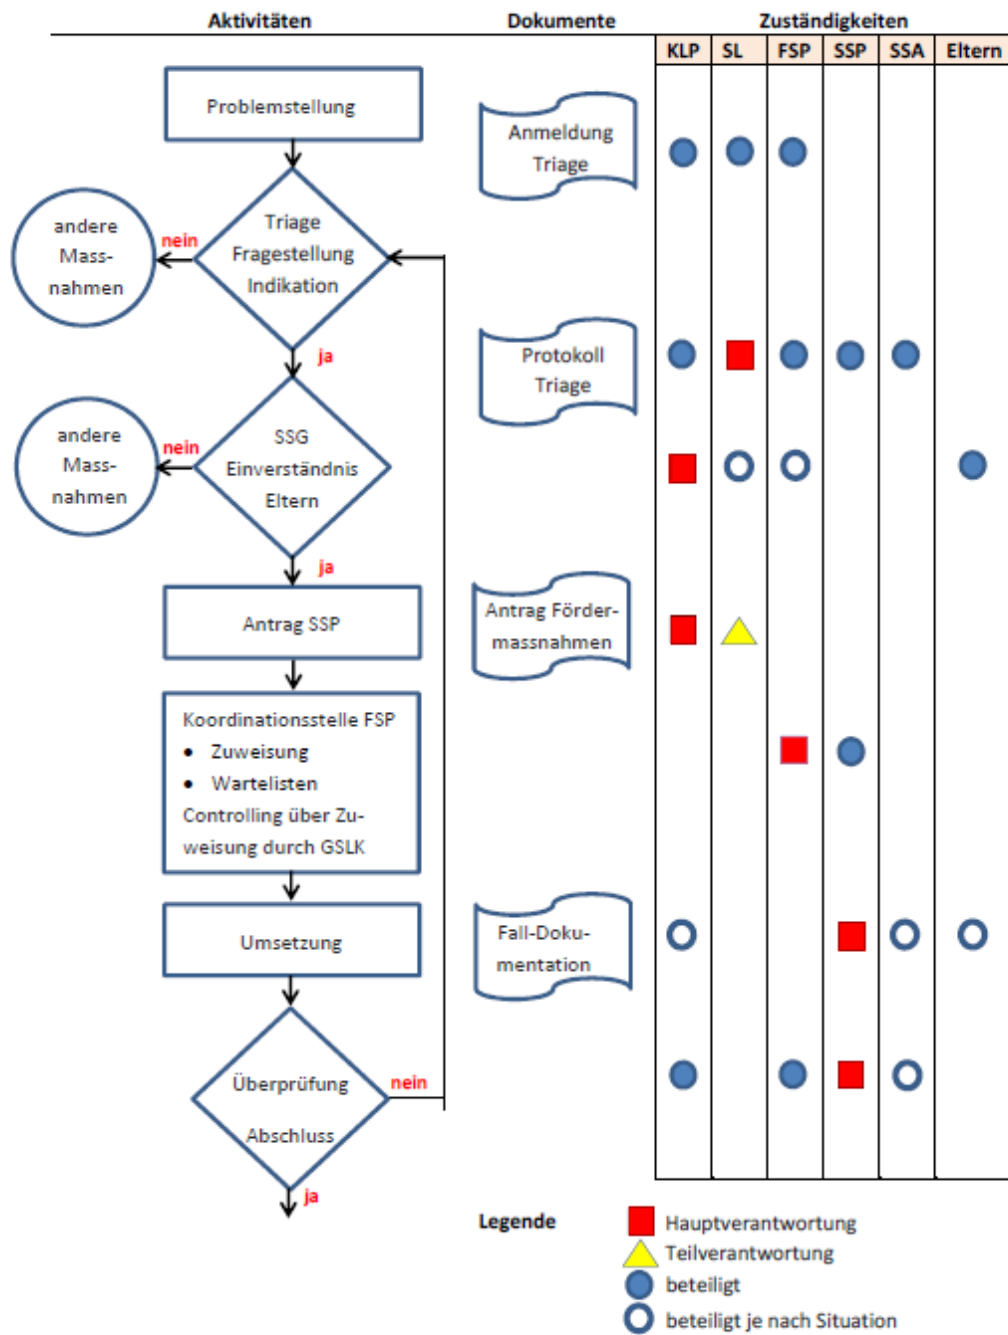 Aktivitäten
Dokumente
Zuständigkeiten
KLP
SL
FSP
SSP
SSA
Eltern
Problemstellung
Anmeldung
Triage
andere
Mass-
nahmen
nein
Triage
Fragestellung
Indikation
ja
Protokoll
Triage
andere
Mass-
nahmen
nein
SSG
Einverständnis
Eltern
ja
Antrag SSP
Antrag Förder-
massnahmen
Koordinationsstelle FSP
• Zuweisung
• Wartelisten
Controlling über Zu-
weisung durch GSLK
Umsetzung
Fall-Doku-
mentation
Überprüfung
Abschluss
nein
ja
Legende
Hauptverantwortung
Teilverantwortung
beteiligt
beteiligt je nach Situation